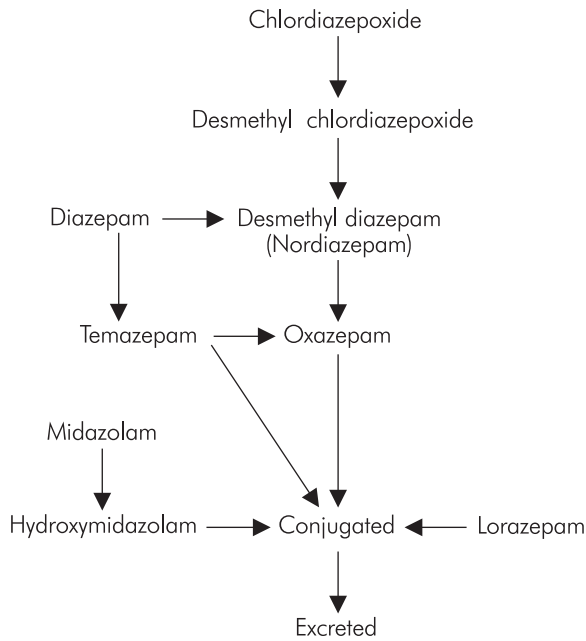 Chlordiazepoxide
Desmethyl chlordiazepoxide
Diazepam
Desmethyl diazepam
(Nordiazepam)
Temazepam
Oxazepam
Midazolam
Hydroxymidazolam
Conjugated
Lorazepam
Excreted